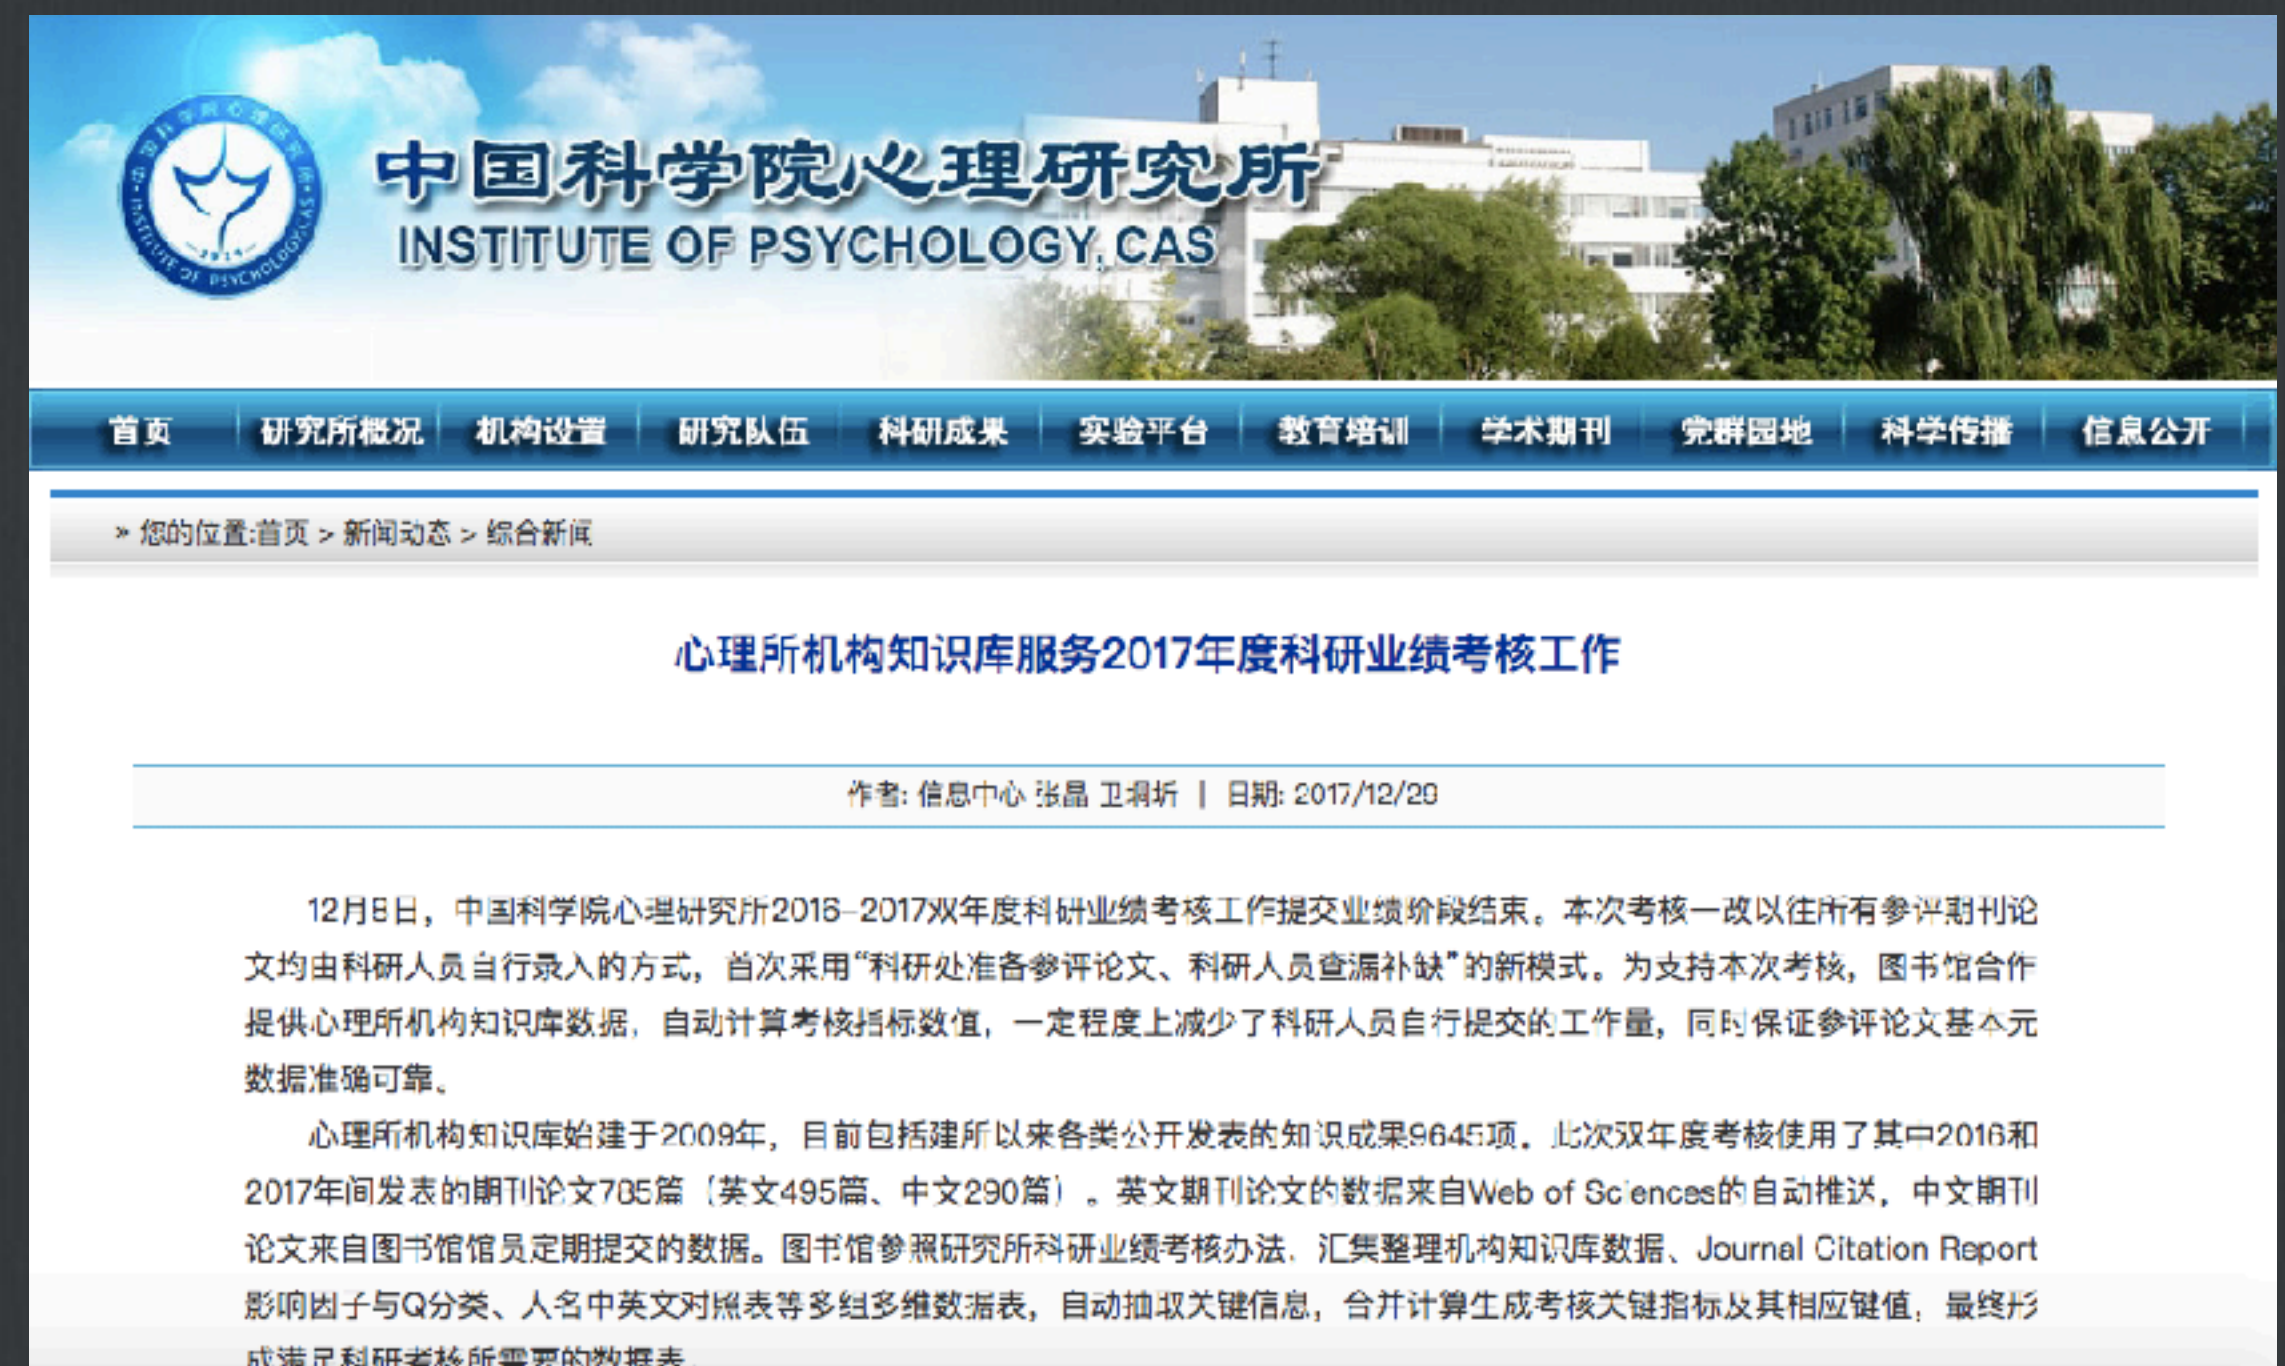 中国科学院心理研究所
INSTITUTE OF PSYCHOLOGY, CAS
首页 研究所概况 机构设置 研究队伍 科研成果 实验平台 教育培训 学术期刊 党群园地 科学传播 信息公开
» 您的位置:首页 > 新闻动态 > 综合新闻
心理所机构知识库服务2017年度科研业绩考核工作
作者: 信息中心 张晶 卫垌圻 | 日期: 2017/12/29
12月8日，中国科学院心理研究所2016-2017双年度科研业绩考核工作提交业绩阶段结束。本次考核一改以往所有参评期刊论
文均由科研人员自行录入的方式，首次采用“科研处准备参评论文、科研人员查漏补缺”的新模式。为支持本次考核，图书馆合作
提供心理所机构知识库数据，自动计算考核指标数值，一定程度上减少了科研人员自行提交的工作量，同时保证参评论文基本元
数据准确可靠。
心理所机构知识库始建于2009年，目前包括建所以来各类公开发表的知识成果9645项。此次双年度考核使用了其中2016和
2017年间发表的期刊论文785篇（英文495篇、中文290篇）。英文期刊论文的数据来自Web of Sciences的自动推送，中文期刊
论文来自图书馆馆员定期提交的数据。图书馆参照研究所科研业绩考核办法，汇集整理机构知识库数据、Journal Citation Report
影响因子与Q分类、人名中英文对照表等多组多维数据表，自动抽取关键信息，合并计算生成考核关键指标及其相应键值，最终形
成满足科研考核所需要的数据表。